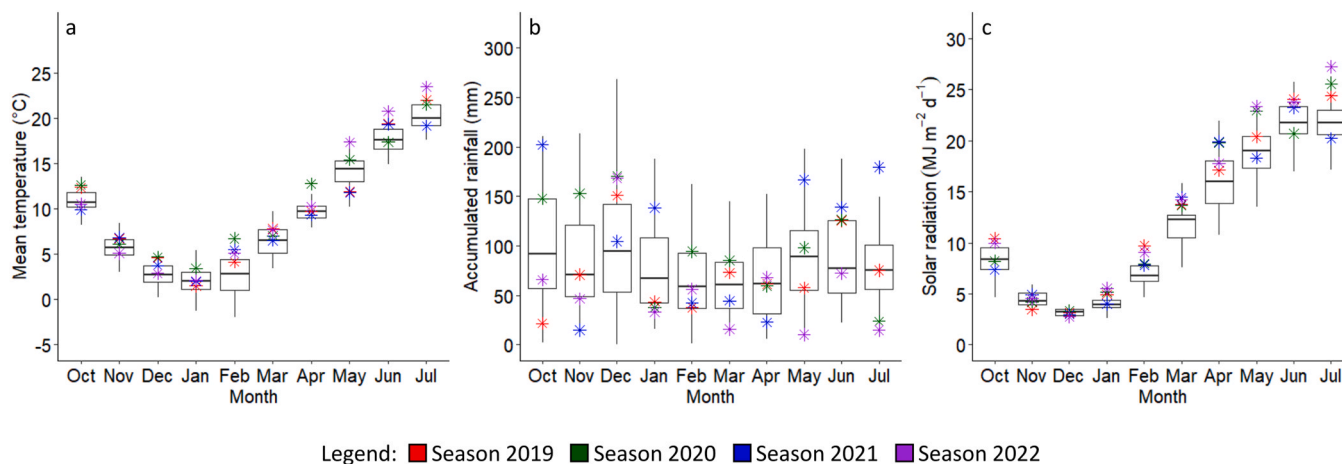 a
Mean temperature (°C)
25
20
15
10
5
0
-5
Oct Nov Dec Jan Feb Mar Apr May Jun Jul
Month
b
Accumulated rainfall (mm)
300
250
200
150
100
50
0
Oct Nov Dec Jan Feb Mar Apr May Jun Jul
Month
c
Solar radiation (MJ m⁻² d⁻¹)
30
25
20
15
10
5
0
Oct Nov Dec Jan Feb Mar Apr May Jun Jul
Month
Legend: Season 2019 Season 2020 Season 2021 Season 2022